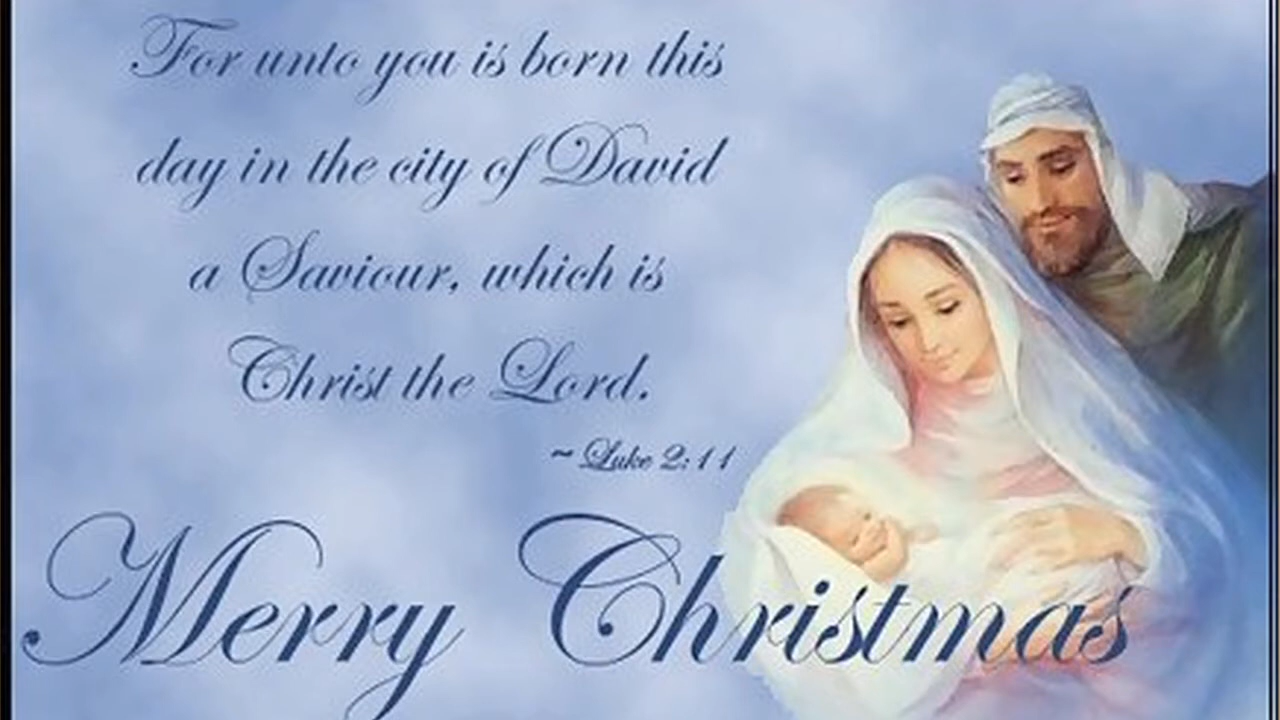 For unto you is born this
day in the city of David
a Saviour, which is
Christ the Lord.
~ Luke 2:11
Merry Christmas